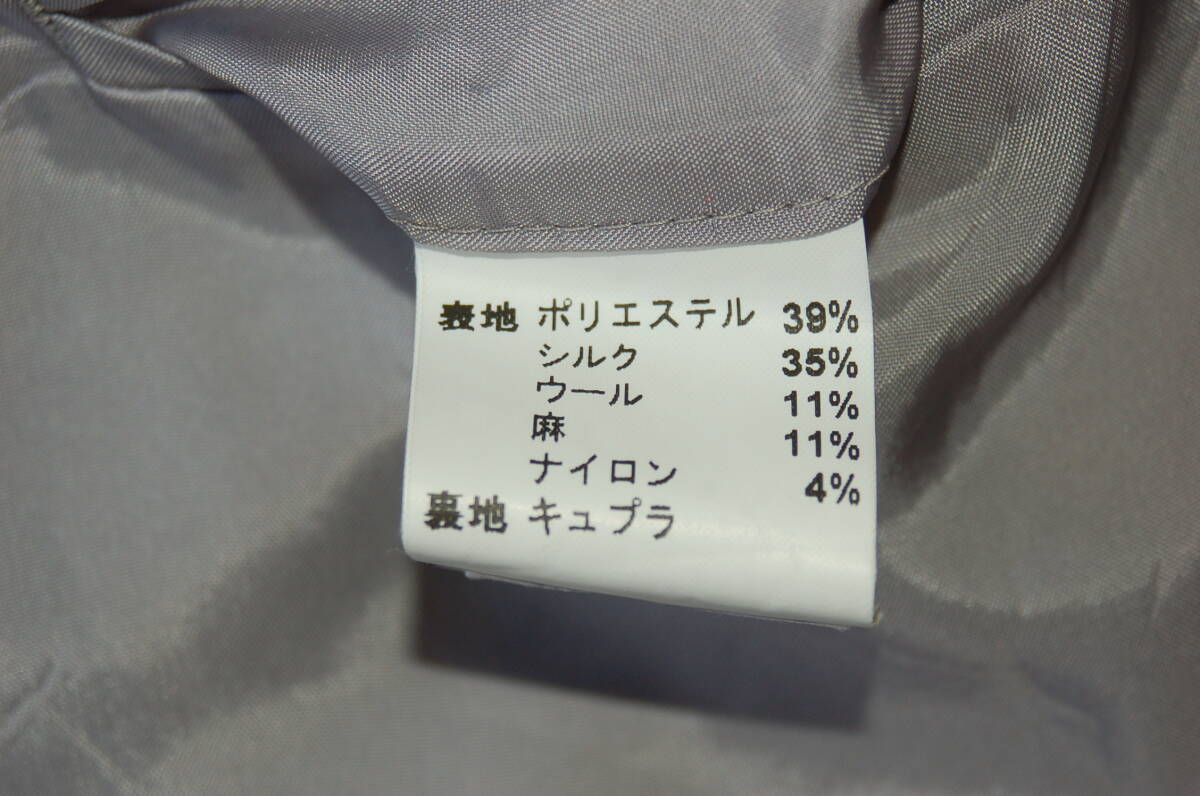 表地 ポリエステル 39%
シルク 35%
ウール 11%
麻 11%
ナイロン 4%
裏地 キュプラ